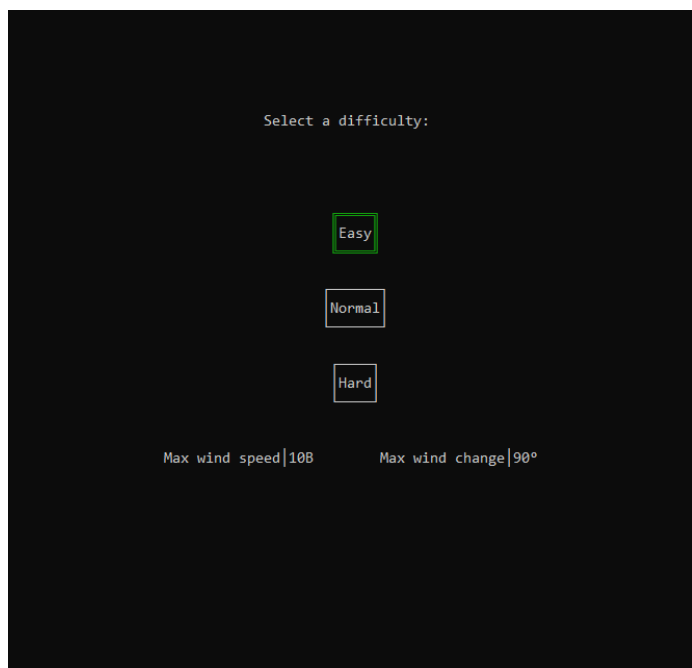 Select a difficulty:
Easy
Normal
Hard
Max wind speed|10B Max wind change|90º